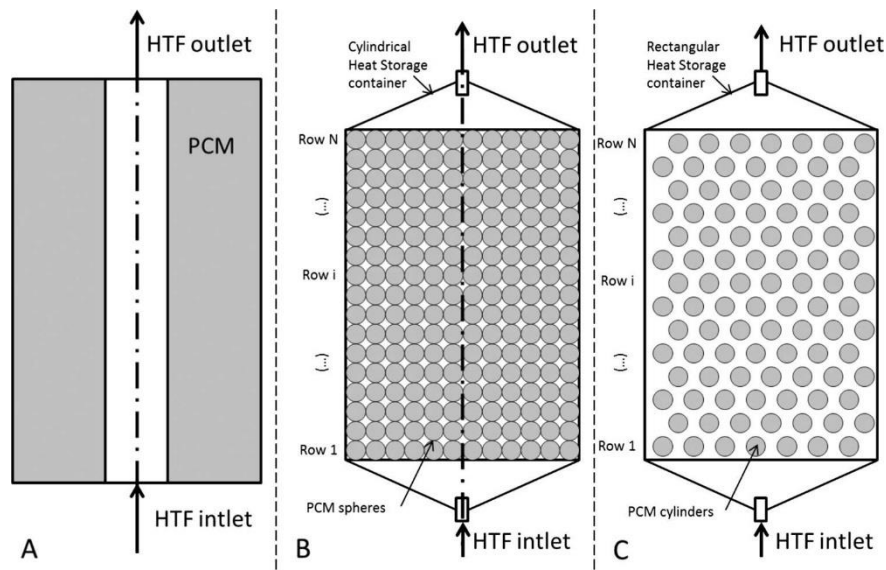 HTF outlet
PCM
HTF intlet
A
Cylindrical
Heat Storage
container
HTF outlet
Row N
(...)
Row i
(...)
Row 1
PCM spheres
HTF intlet
B
Rectangular
Heat Storage
container
HTF outlet
Row N
(...)
Row i
(...)
Row 1
PCM cylinders
HTF intlet
C